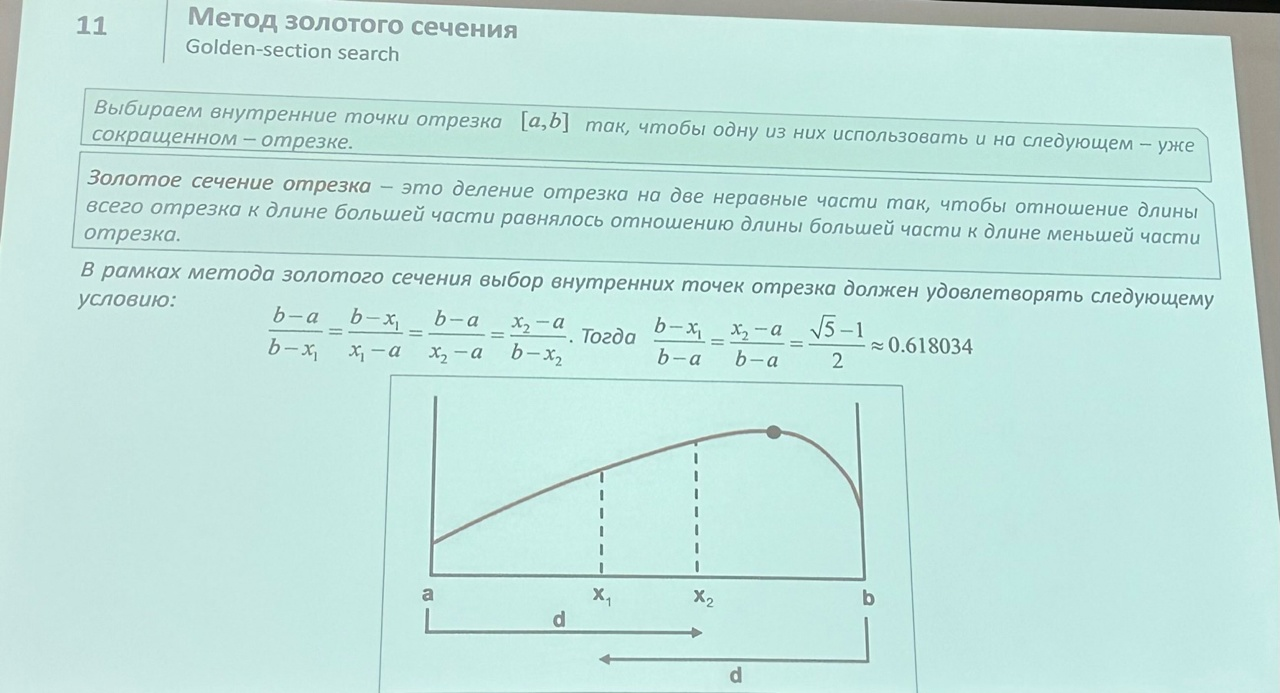 11
Метод золотого сечения
Golden-section search
Выбираем внутренние точки отрезка [a,b] так, чтобы одну из них использовать и на следующем – уже
сокращенном – отрезке.
Золотое сечение отрезка – это деление отрезка на две неравные части так, чтобы отношение длины
всего отрезка к длине большей части равнялось отношению длины большей части к длине меньшей части
отрезка.
В рамках метода золотого сечения выбор внутренних точек отрезка должен удовлетворять следующему
условию:
(b−a)/(b−x₁) = (b−x₁)/(x₁−a) = (b−a)/(x₂−a) = (x₂−a)/(b−x₂). Тогда (b−x₁)/(b−a) = (x₂−a)/(b−a) = (√5−1)/2 ≈ 0.618034
a x₁ x₂ b
d
d